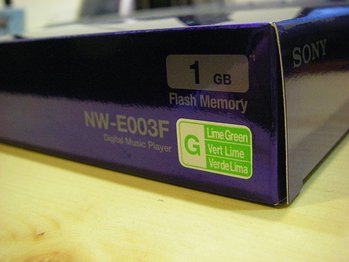 1 GB
Flash Memory
SONY
NW-E003F
Digital Music Player
G
Lime Green
Vert Lime
Verde Lima